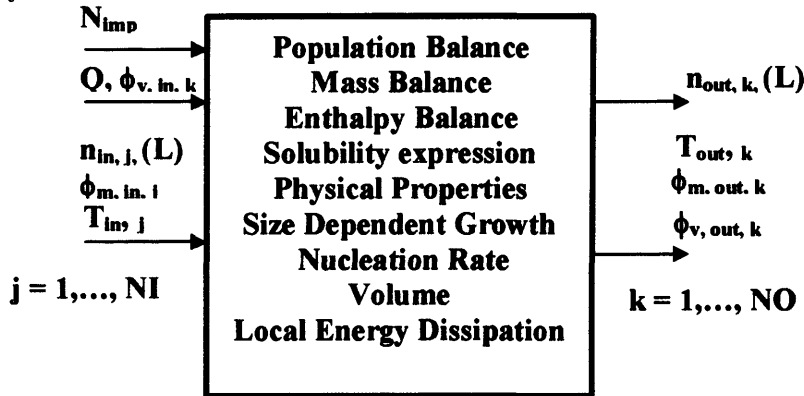 N_imp
Q, ϕ_v. in. k
n_in, j, (L)
ϕ_m. in. i
T_in, j
j = 1,..., NI
Population Balance
Mass Balance
Enthalpy Balance
Solubility expression
Physical Properties
Size Dependent Growth
Nucleation Rate
Volume
Local Energy Dissipation
n_out, k, (L)
T_out, k
ϕ_m. out. k
ϕ_v, out, k
k = 1,..., NO